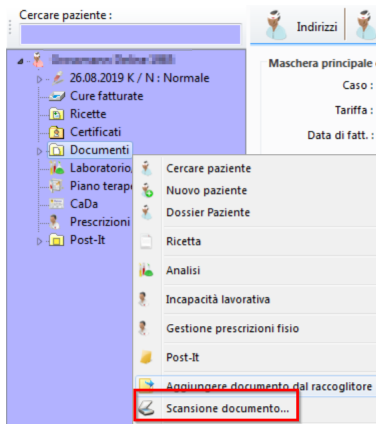 Cercare paziente :
Indirizzi
Maschera principale
26.08.2019 K / N : Normale
Caso :
Cure fatturate
Tariffa :
Ricette
Certificati
Data di fatt. :
Documenti
Laboratorio,
Cercare paziente
Piano terap
Nuovo paziente
CaDa
Dossier Paziente
Prescrizioni
Post-It
Ricetta
Analisi
Incapacità lavorativa
Gestione prescrizioni fisio
Post-It
Aggiungere documento dal raccoglitore
Scansione documento...